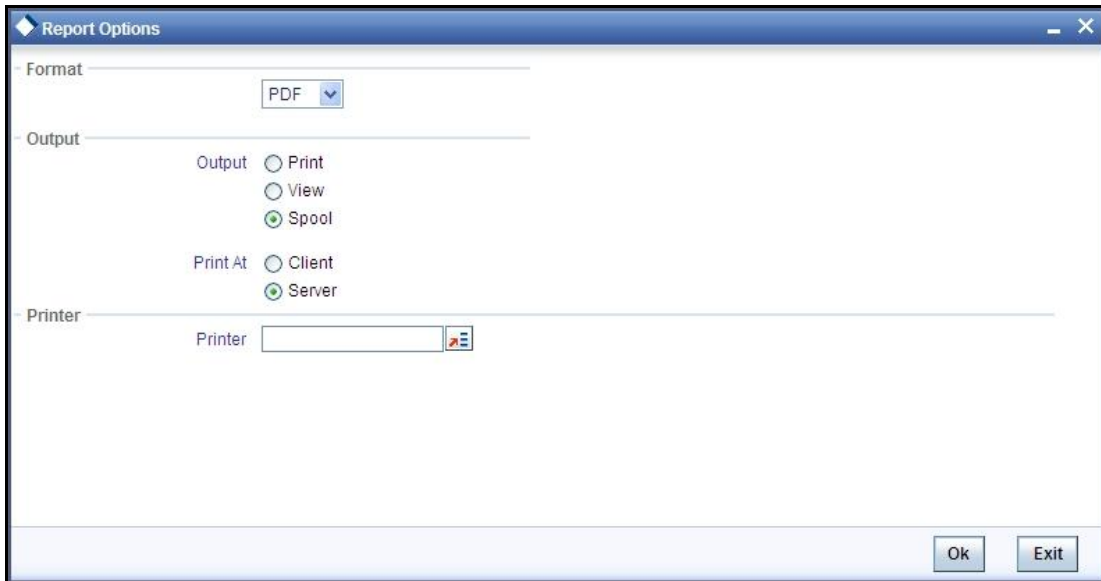 Report Options
Format
PDF
Output
Output Print
View
Spool
Print At Client
Server
Printer
Printer
Ok Exit